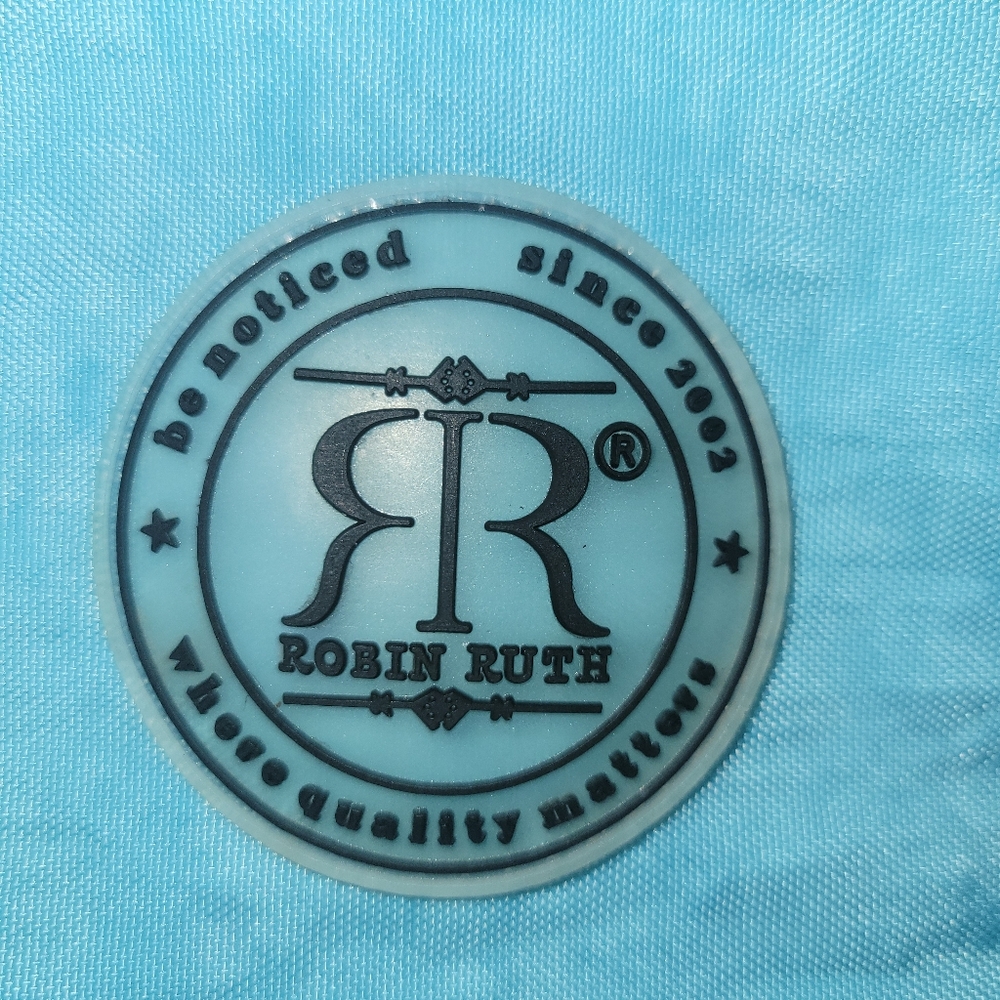 be noticed
since 2002
RR®
ROBIN RUTH
where quality matters